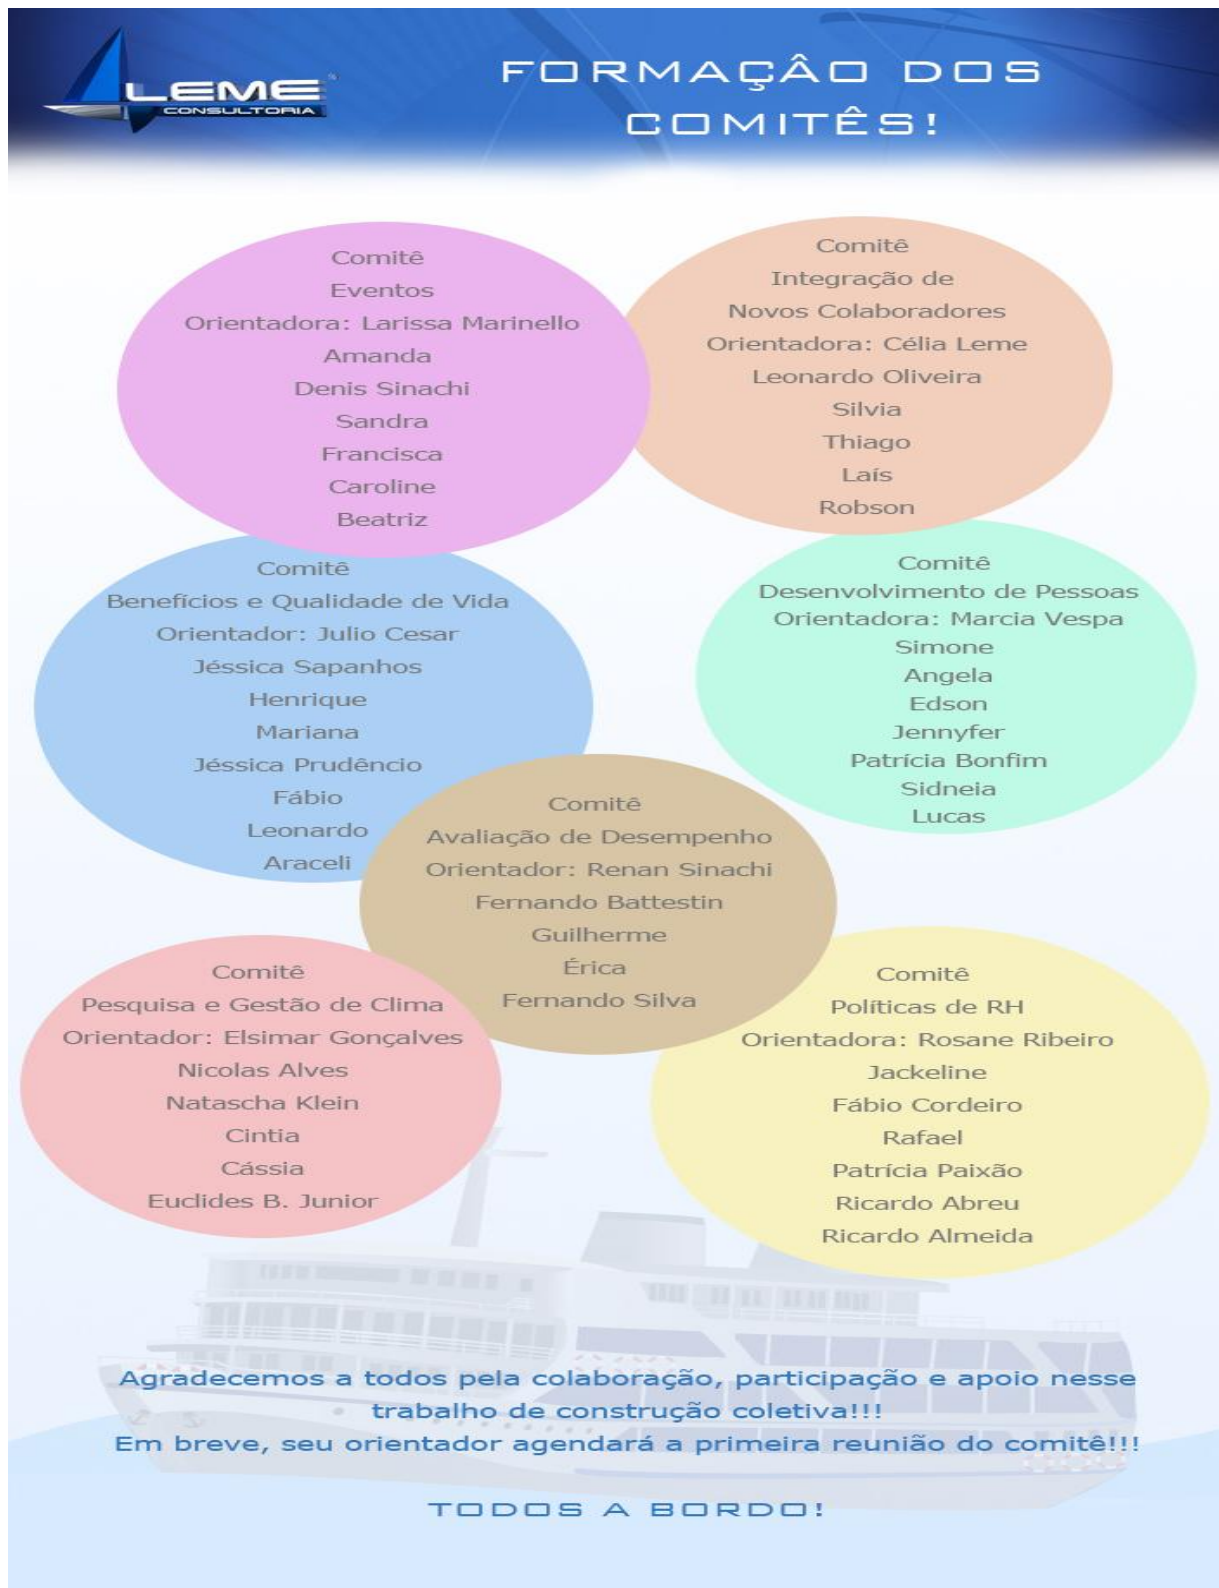 LEME
CONSULTORIA
FORMAÇÂO DOS
COMITÊS!
Comitê
Eventos
Orientadora: Larissa Marinello
Amanda
Denis Sinachi
Sandra
Francisca
Caroline
Beatriz
Comitê
Integração de
Novos Colaboradores
Orientadora: Célia Leme
Leonardo Oliveira
Silvia
Thiago
Laís
Robson
Comitê
Benefícios e Qualidade de Vida
Orientador: Julio Cesar
Jéssica Sapanhos
Henrique
Mariana
Jéssica Prudêncio
Fábio
Leonardo
Araceli
Comitê
Desenvolvimento de Pessoas
Orientadora: Marcia Vespa
Simone
Angela
Edson
Jennyfer
Patrícia Bonfim
Sidneia
Lucas
Comitê
Avaliação de Desempenho
Orientador: Renan Sinachi
Fernando Battestin
Guilherme
Érica
Fernando Silva
Comitê
Pesquisa e Gestão de Clima
Orientador: Elsimar Gonçalves
Nicolas Alves
Natascha Klein
Cintia
Cássia
Euclides B. Junior
Comitê
Políticas de RH
Orientadora: Rosane Ribeiro
Jackeline
Fábio Cordeiro
Rafael
Patrícia Paixão
Ricardo Abreu
Ricardo Almeida
Agradecemos a todos pela colaboração, participação e apoio nesse
trabalho de construção coletiva!!!
Em breve, seu orientador agendará a primeira reunião do comitê!!!
TODOS A BORDO!